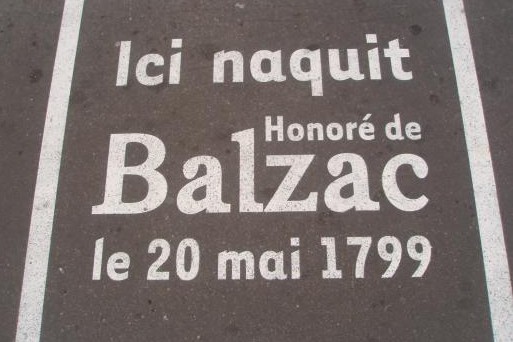 Ici naquit
Honoré de
Balzac
le 20 mai 1799